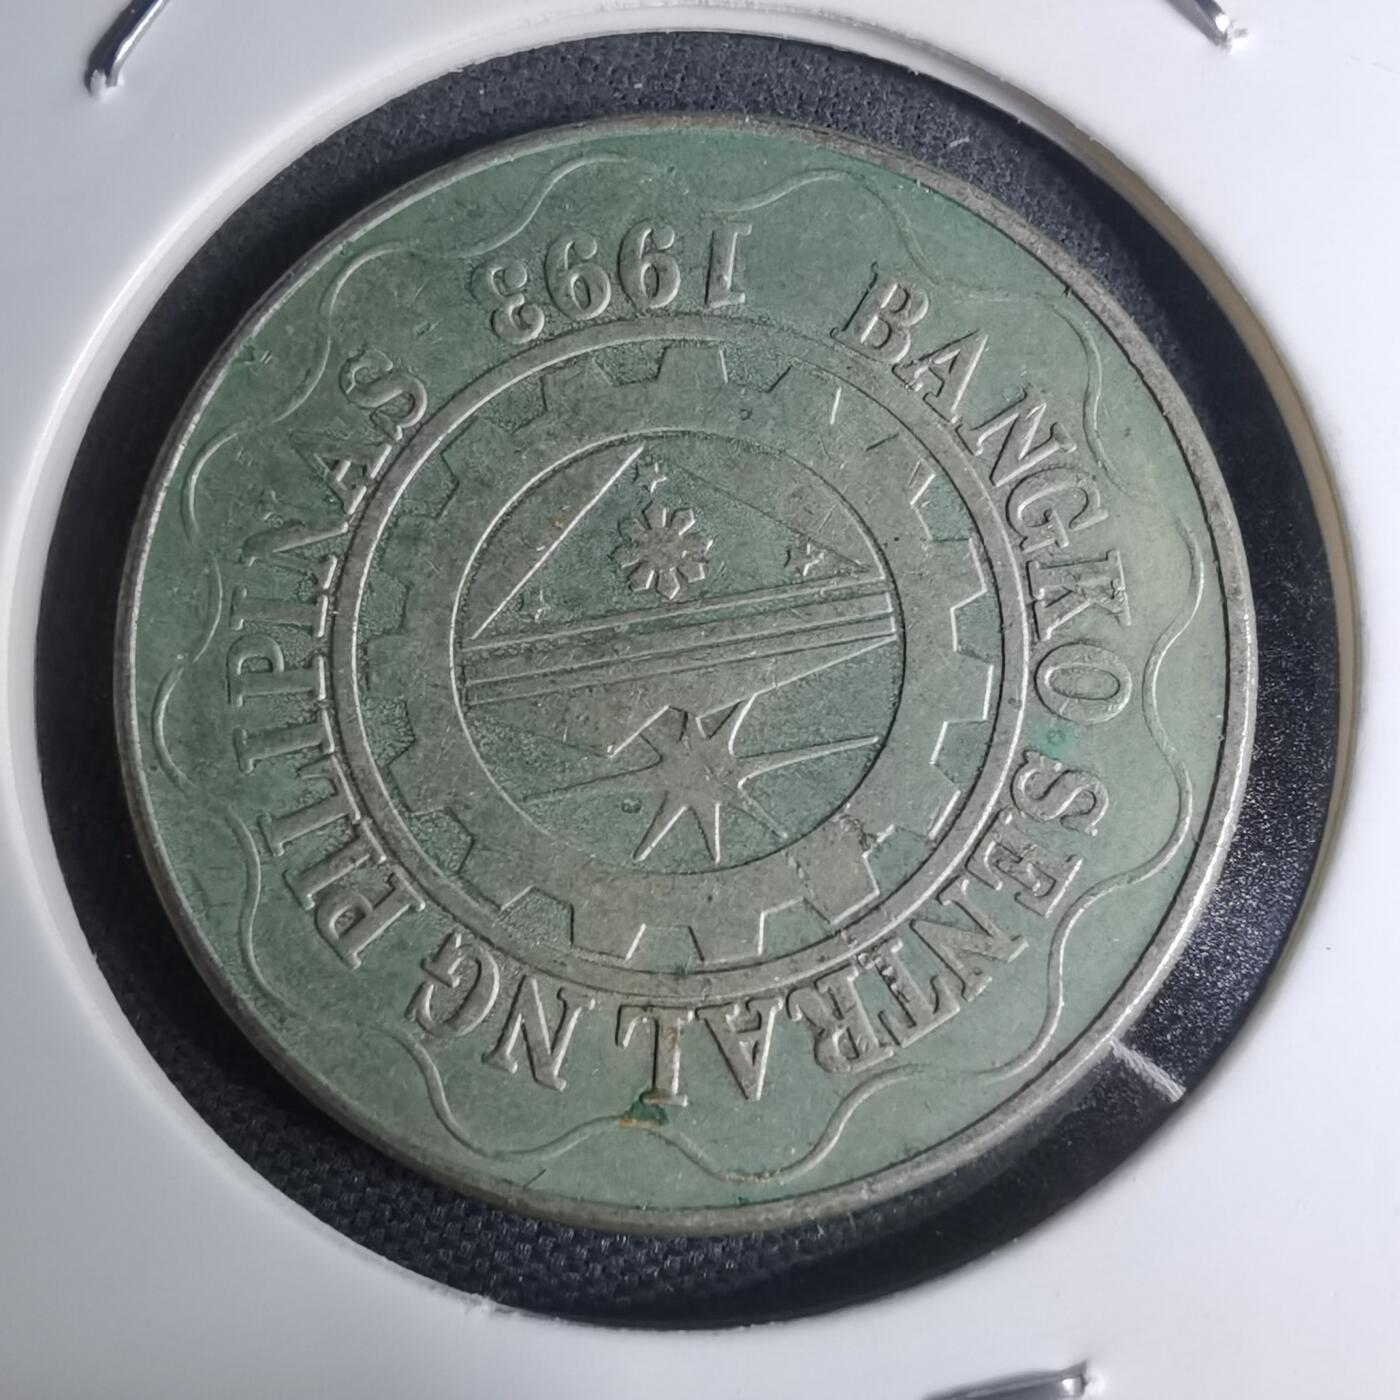 BANGKO SENTRAL NG PILIPINAS
1993